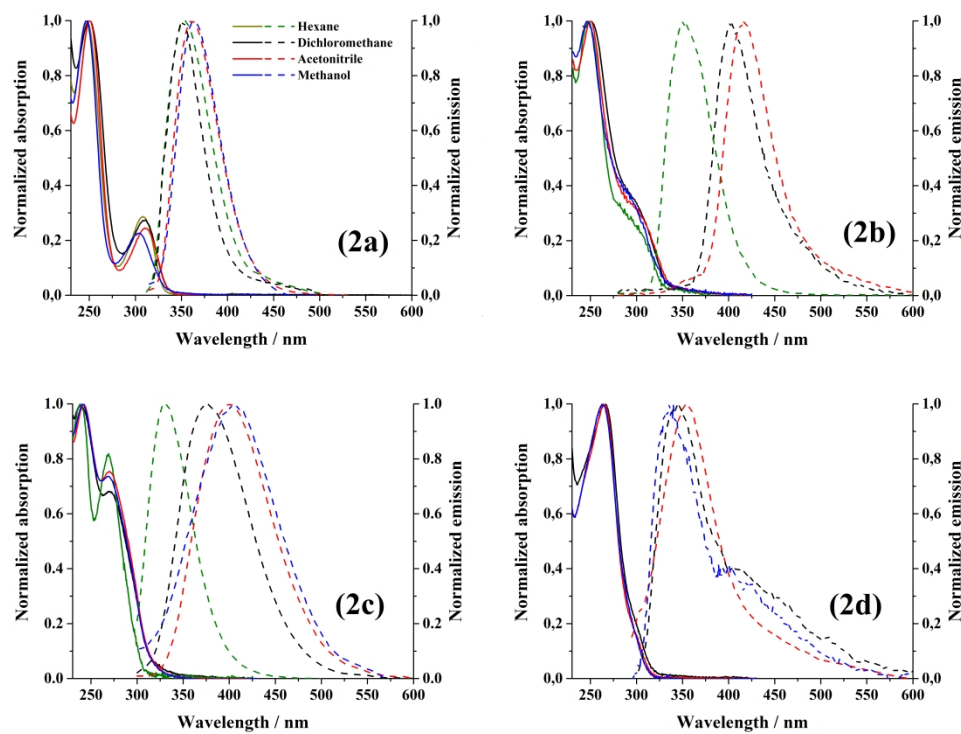 Normalized absorption
1,0
0,8
0,6
0,4
0,2
0,0
Hexane
Dichloromethane
Acetonitrile
Methanol
(2a)
1,0
0,8
0,6
0,4
0,2
0,0
Normalized emission
250 300 350 400 450 500 550 600
Wavelength / nm
Normalized absorption
1,0
0,8
0,6
0,4
0,2
0,0
(2b)
1,0
0,8
0,6
0,4
0,2
0,0
Normalized emission
250 300 350 400 450 500 550 600
Wavelength / nm
Normalized absorption
1,0
0,8
0,6
0,4
0,2
0,0
(2c)
1,0
0,8
0,6
0,4
0,2
0,0
Normalized emission
250 300 350 400 450 500 550 600
Wavelength / nm
Normalized absorption
1,0
0,8
0,6
0,4
0,2
0,0
(2d)
1,0
0,8
0,6
0,4
0,2
0,0
Normalized emission
250 300 350 400 450 500 550 600
Wavelength / nm